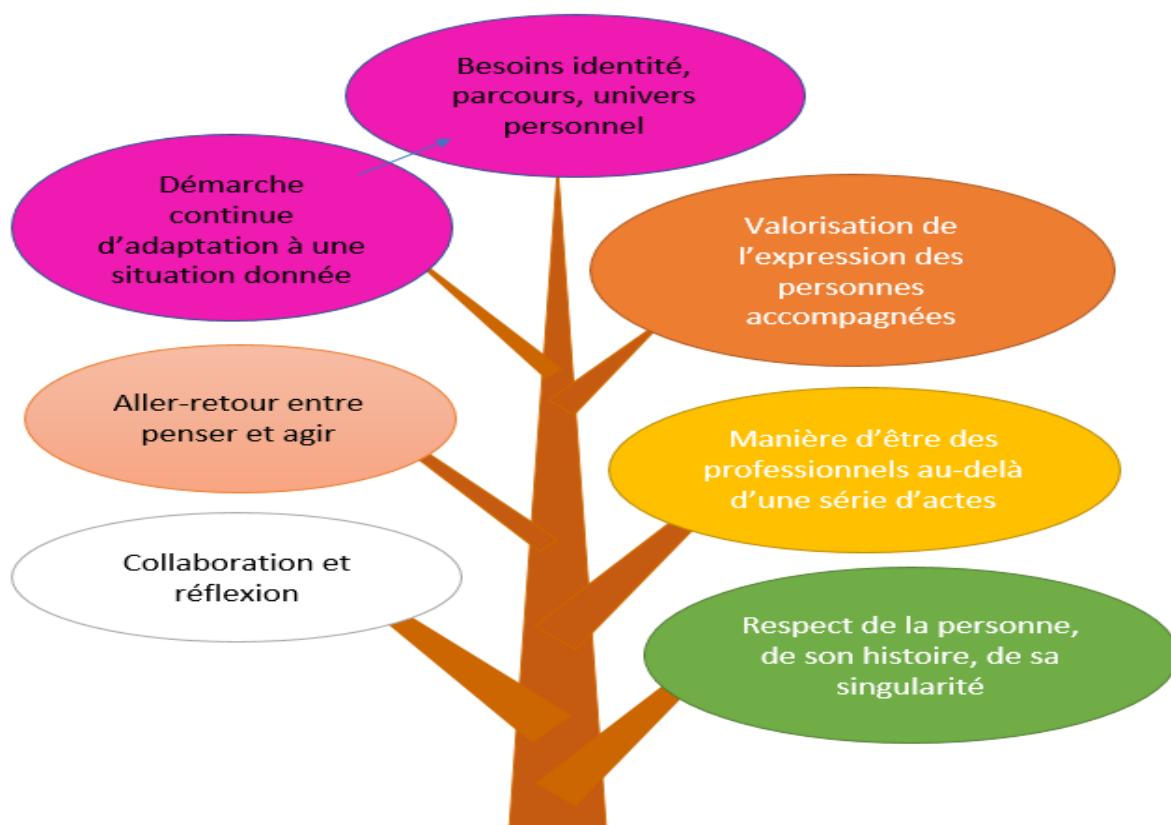 Besoins identité,
parcours, univers
personnel
Démarche
continue
d’adaptation à une
situation donnée
Valorisation de
l’expression des
personnes
accompagnées
Aller-retour entre
penser et agir
Manière d’être des
professionnels au-delà
d’une série d’actes
Collaboration et
réflexion
Respect de la personne,
de son histoire, de sa
singularité